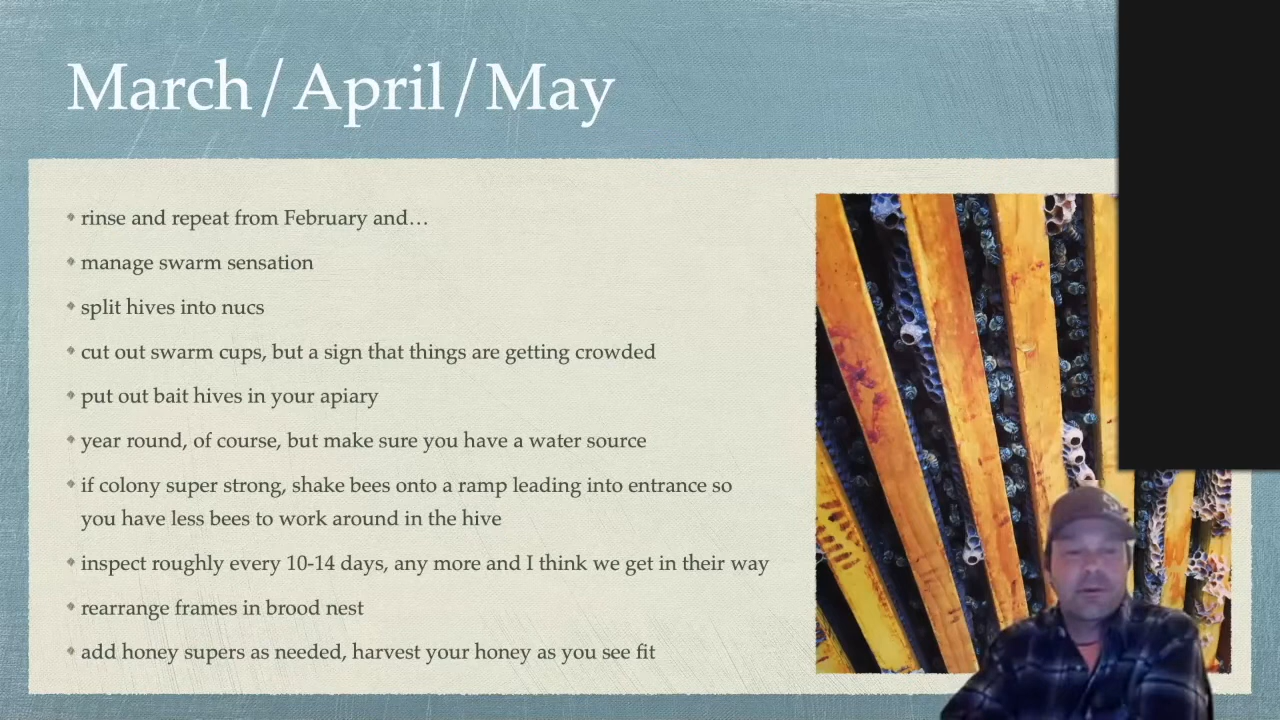 March/April/May
rinse and repeat from February and…
manage swarm sensation
split hives into nucs
cut out swarm cups, but a sign that things are getting crowded
put out bait hives in your apiary
year round, of course, but make sure you have a water source
if colony super strong, shake bees onto a ramp leading into entrance so
you have less bees to work around in the hive
inspect roughly every 10-14 days, any more and I think we get in their way
rearrange frames in brood nest
add honey supers as needed, harvest your honey as you see fit